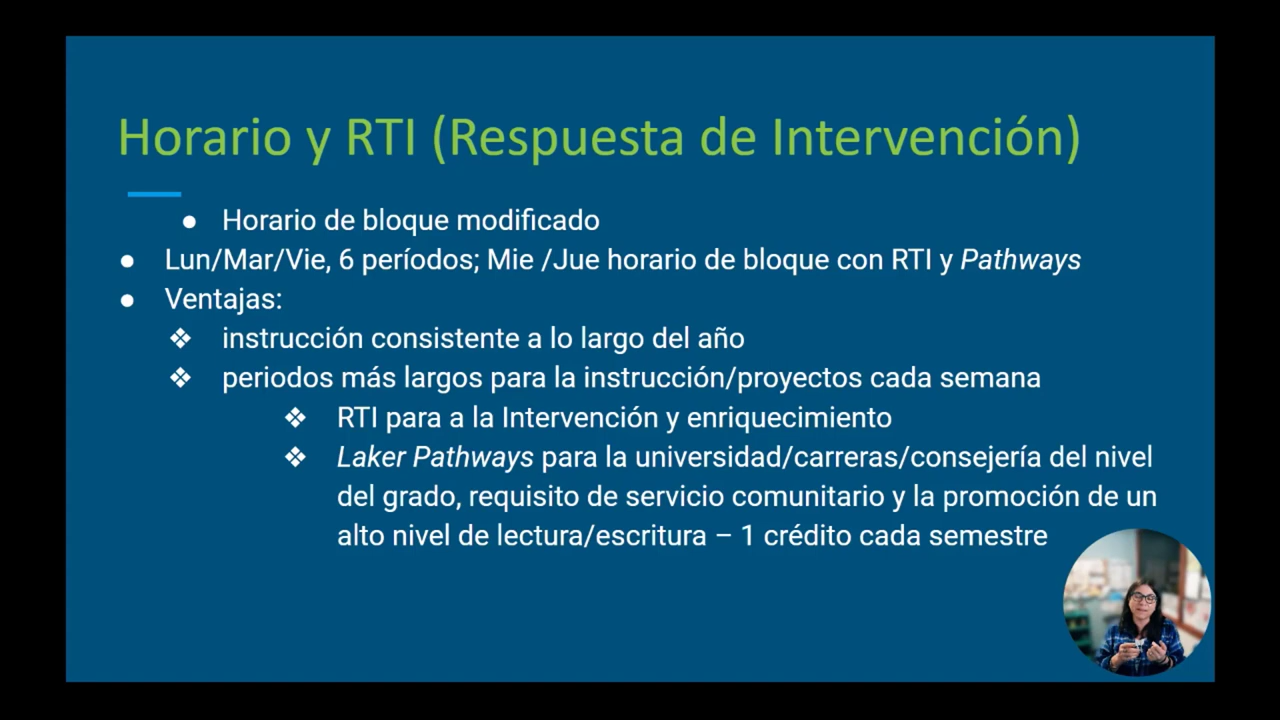 Horario y RTI (Respuesta de Intervención)
● Horario de bloque modificado
● Lun/Mar/Vie, 6 períodos; Mie /Jue horario de bloque con RTI y Pathways
● Ventajas:
❖ instrucción consistente a lo largo del año
❖ periodos más largos para la instrucción/proyectos cada semana
❖ RTI para a la Intervención y enriquecimiento
❖ Laker Pathways para la universidad/carreras/consejería del nivel
del grado, requisito de servicio comunitario y la promoción de un
alto nivel de lectura/escritura – 1 crédito cada semestre